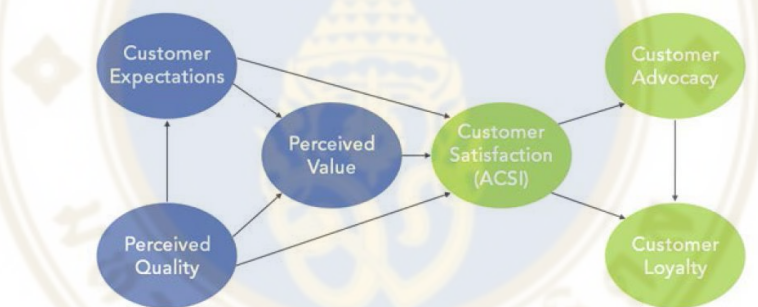 Customer
Expectations
Customer
Advocacy
Perceived
Value
Customer
Satisfaction
(ACSI)
Perceived
Quality
Customer
Loyalty